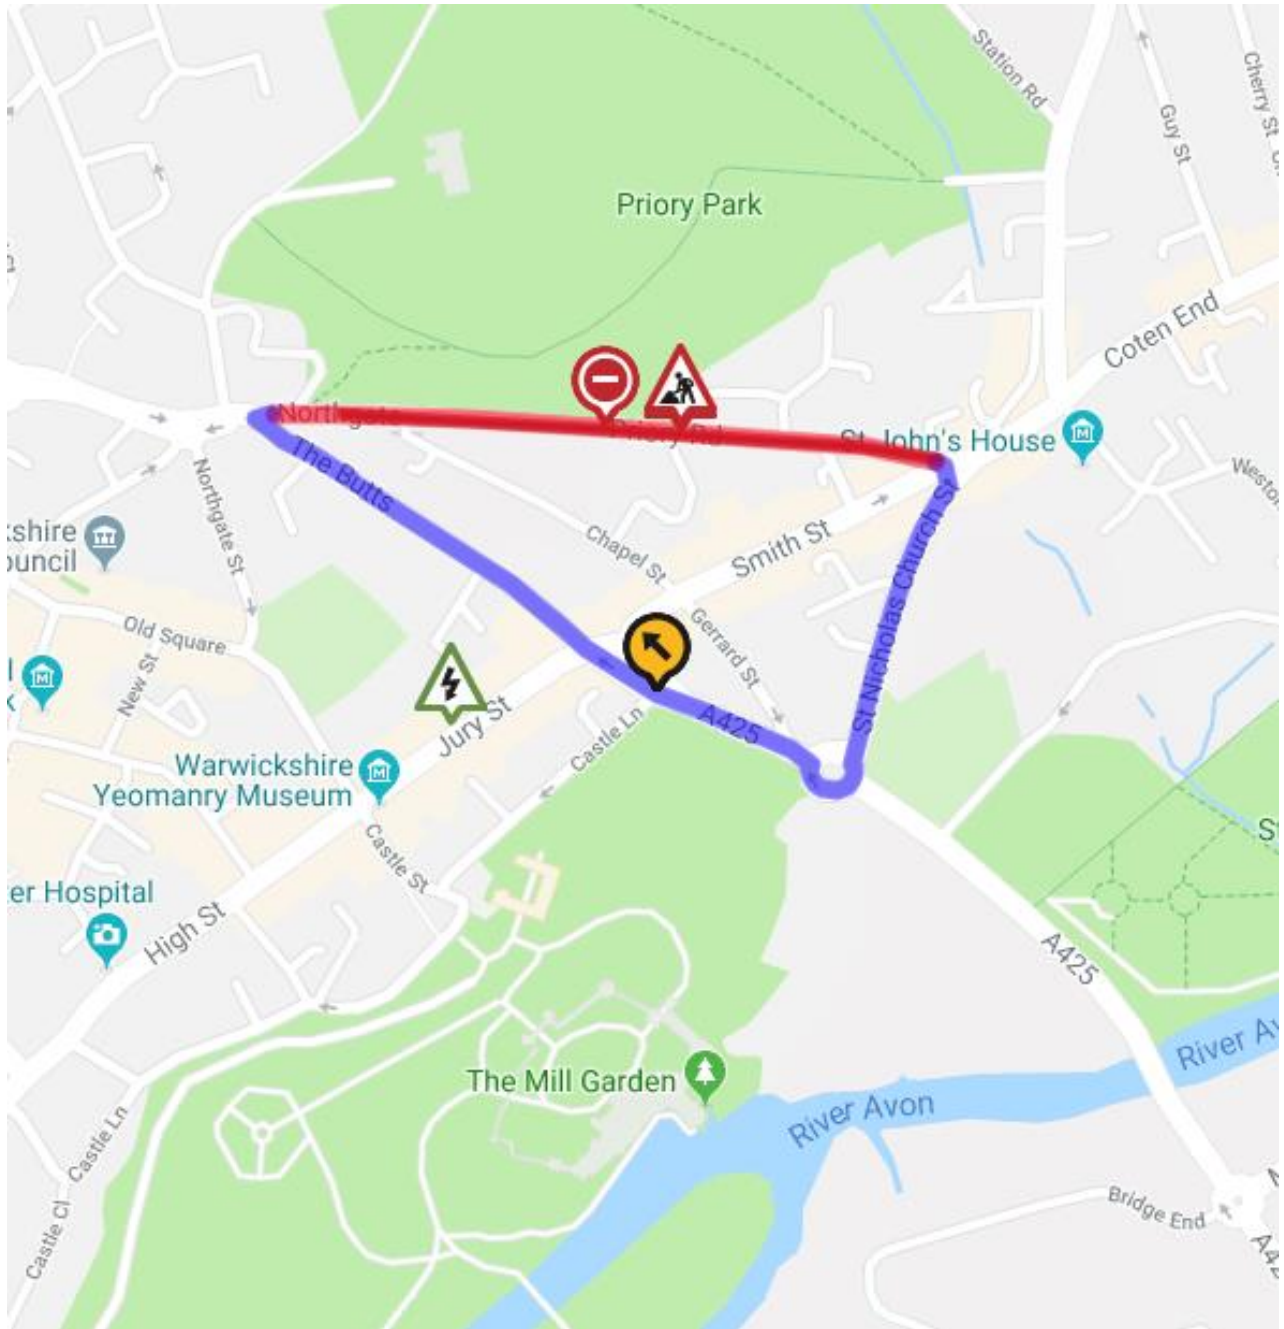 Station Rd
Guy St
Cherry St
Priory Park
Coten End
Northgate
Priory Rd
St John's House
The Butts
Northgate St
Weston
kshire
ouncil
Chapel St
Smith St
St Nicholas Church St
Old Square
Gerrard St
New St
Jury St
A425
Castle Ln
Warwickshire
Yeomanry Museum
Castle St
er Hospital
High St
A425
The Mill Garden
River Avon
River Av
Castle Ln
Castle Cl
Bridge End
A42